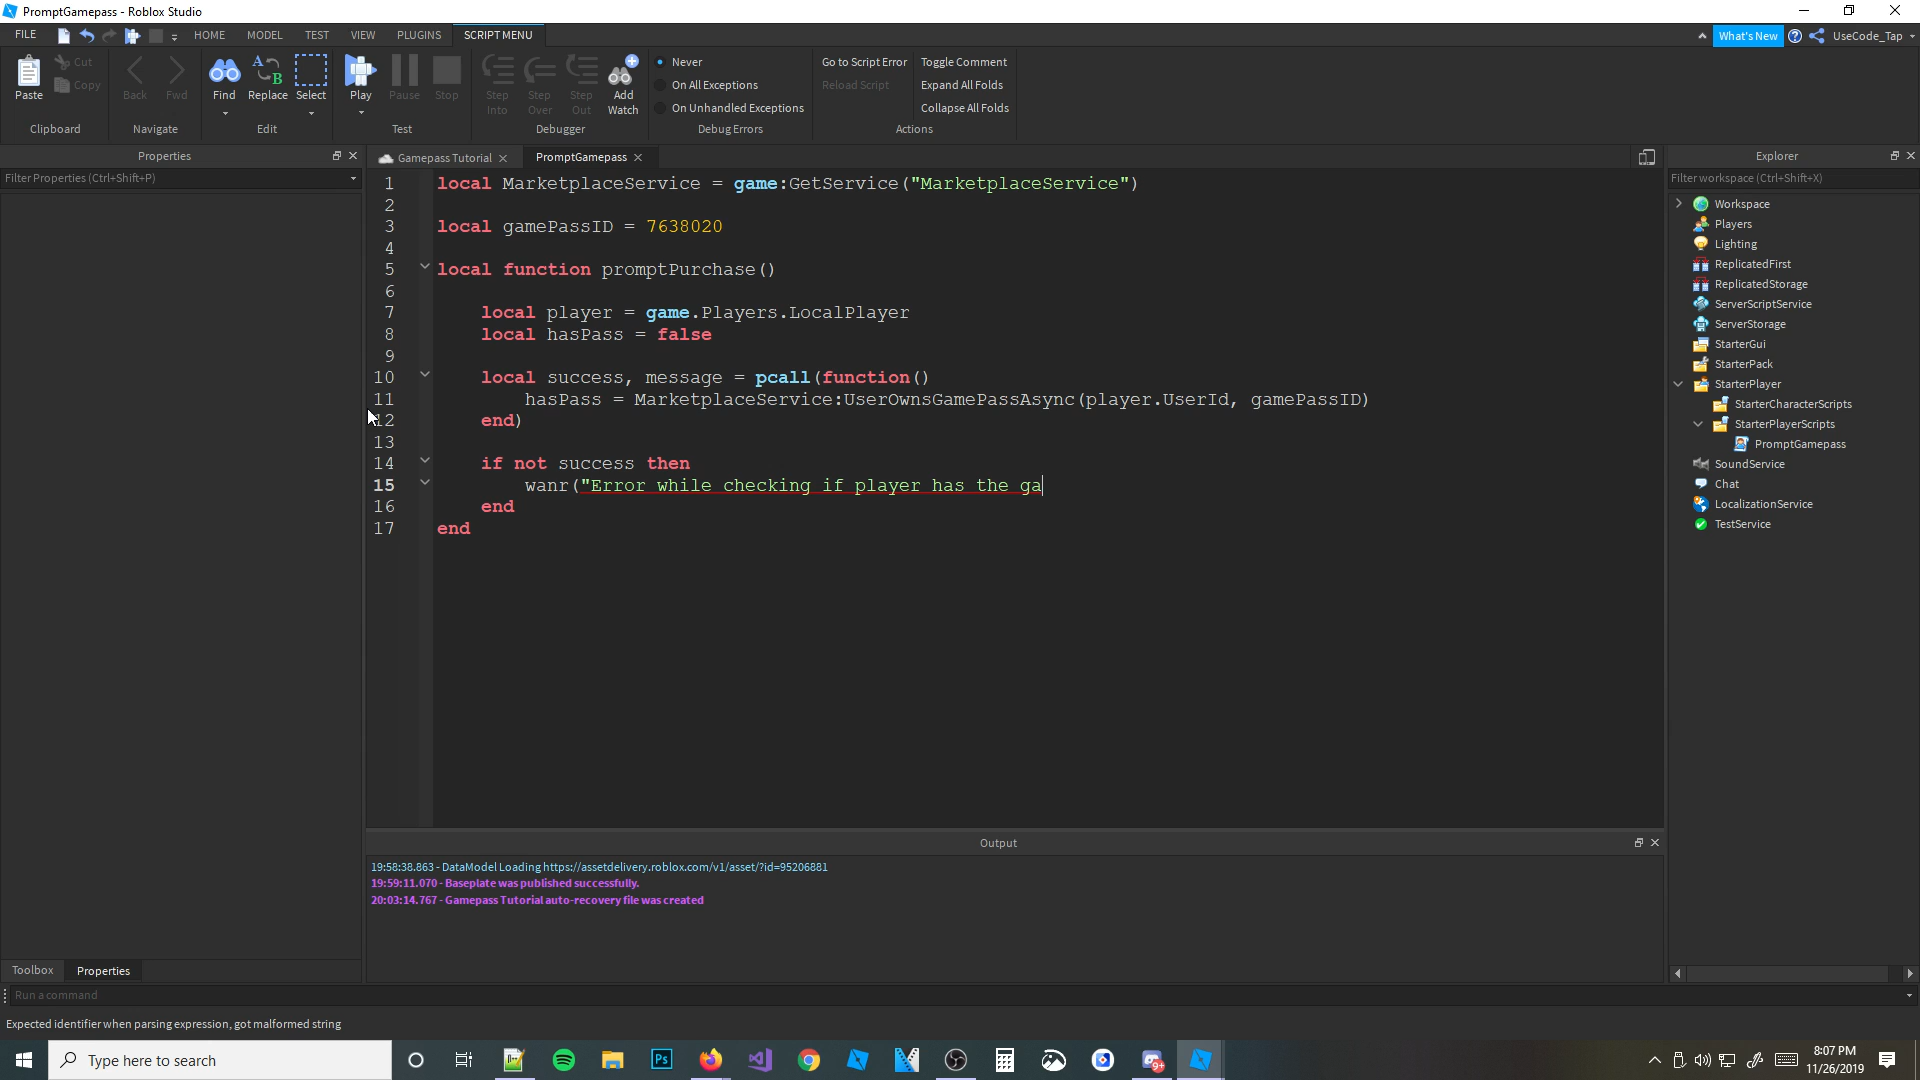 PromptGamepass - Roblox Studio
FILE HOME MODEL TEST VIEW PLUGINS SCRIPT MENU What's New UseCode_Tap
Paste Cut Copy
Back Fwd
Find Replace Select
Play Pause Stop
Step Into Step Over Step Out Add Watch
Never
On All Exceptions
On Unhandled Exceptions
Go to Script Error
Reload Script
Toggle Comment
Expand All Folds
Collapse All Folds
Clipboard Navigate Edit Test Debugger Debug Errors Actions
Properties
Filter Properties (Ctrl+Shift+P)
Gamepass Tutorial PromptGamepass
1 local MarketplaceService = game:GetService("MarketplaceService")
2
3 local gamePassID = 7638020
4
5 local function promptPurchase()
6
7 local player = game.Players.LocalPlayer
8 local hasPass = false
9
10 local success, message = pcall(function()
11 hasPass = MarketplaceService:UserOwnsGamePassAsync(player.UserId, gamePassID)
12 end)
13
14 if not success then
15 wanr("Error while checking if player has the ga
16 end
17 end
Explorer
Filter workspace (Ctrl+Shift+X)
Workspace
Players
Lighting
ReplicatedFirst
ReplicatedStorage
ServerScriptService
ServerStorage
StarterGui
StarterPack
StarterPlayer
StarterCharacterScripts
StarterPlayerScripts
PromptGamepass
SoundService
Chat
LocalizationService
TestService
Output
19:58:38.863 - DataModel Loading https://assetdelivery.roblox.com/v1/asset/?id=95206881
19:59:11.070 - Baseplate was published successfully.
20:03:14.767 - Gamepass Tutorial auto-recovery file was created
Toolbox Properties
Run a command
Expected identifier when parsing expression, got malformed string
Type here to search
Ps
9+
8:07 PM
11/26/2019